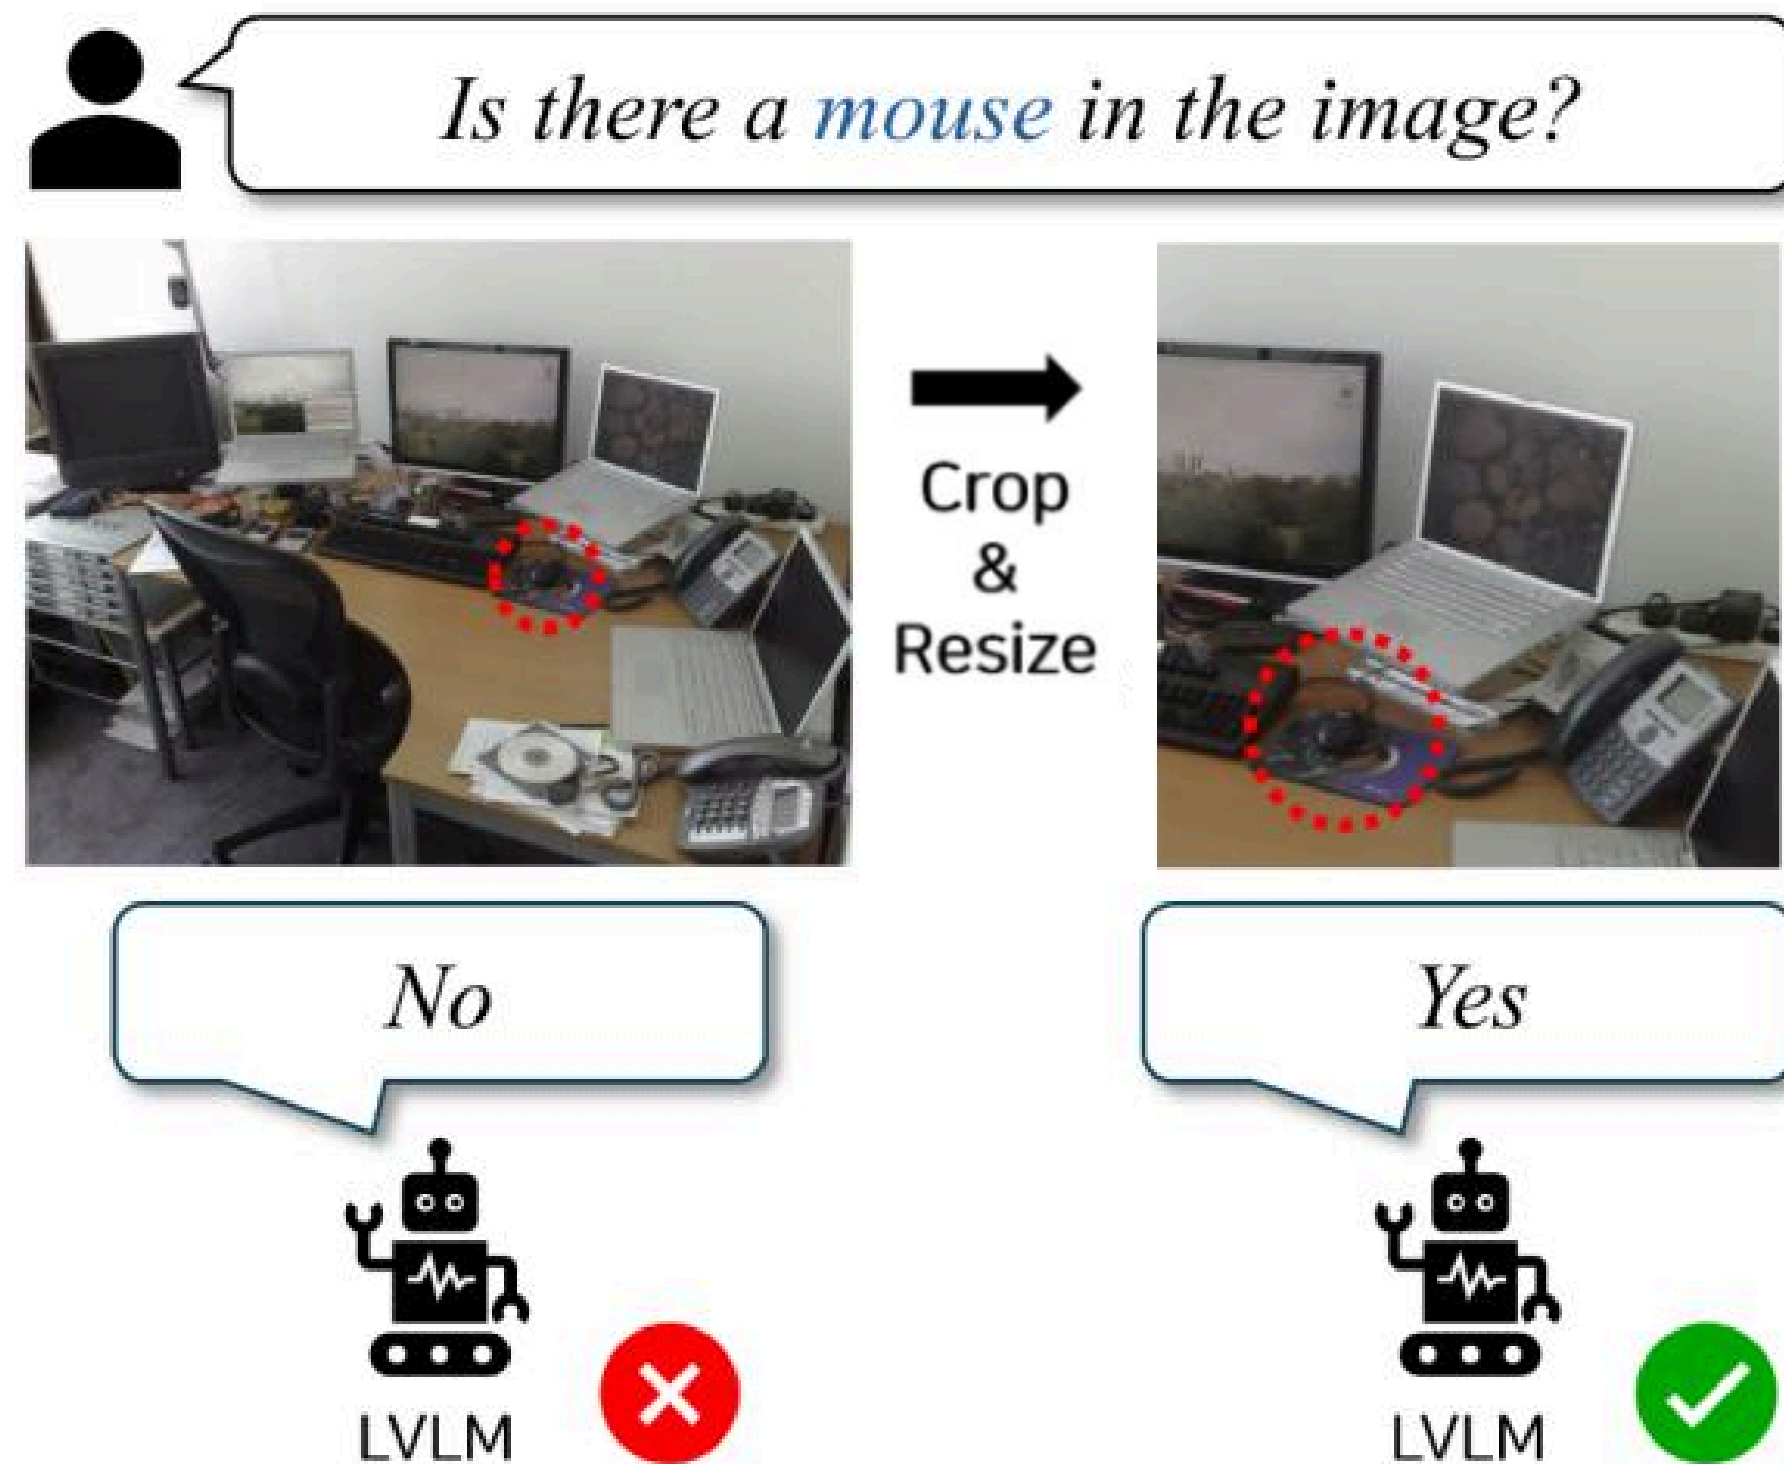 Is there a mouse in the image?
Crop
&
Resize
No
Yes
LVLM
LVLM